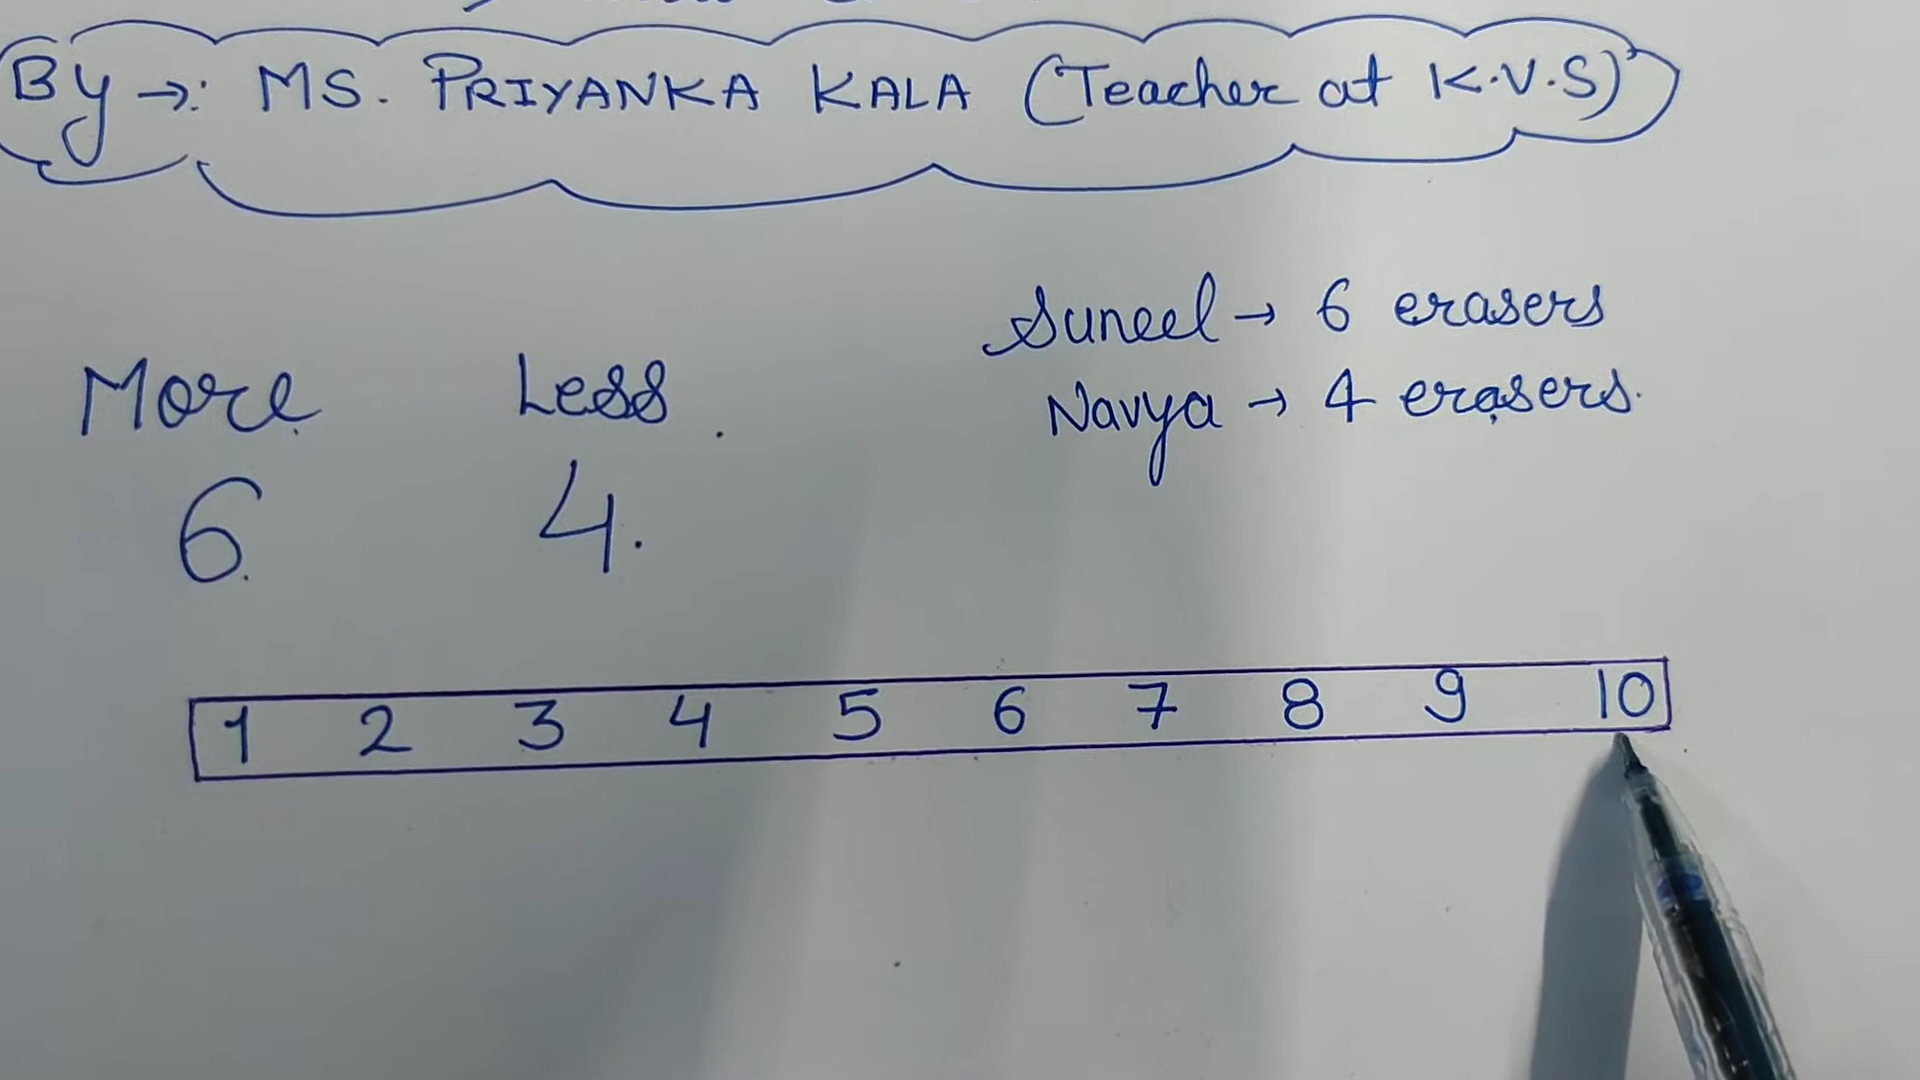 By →: MS. PRIYANKA KALA (Teacher at K.V.S)
Suneel → 6 erasers
Navya → 4 erasers.
More Less
6 4
1 2 3 4 5 6 7 8 9 10